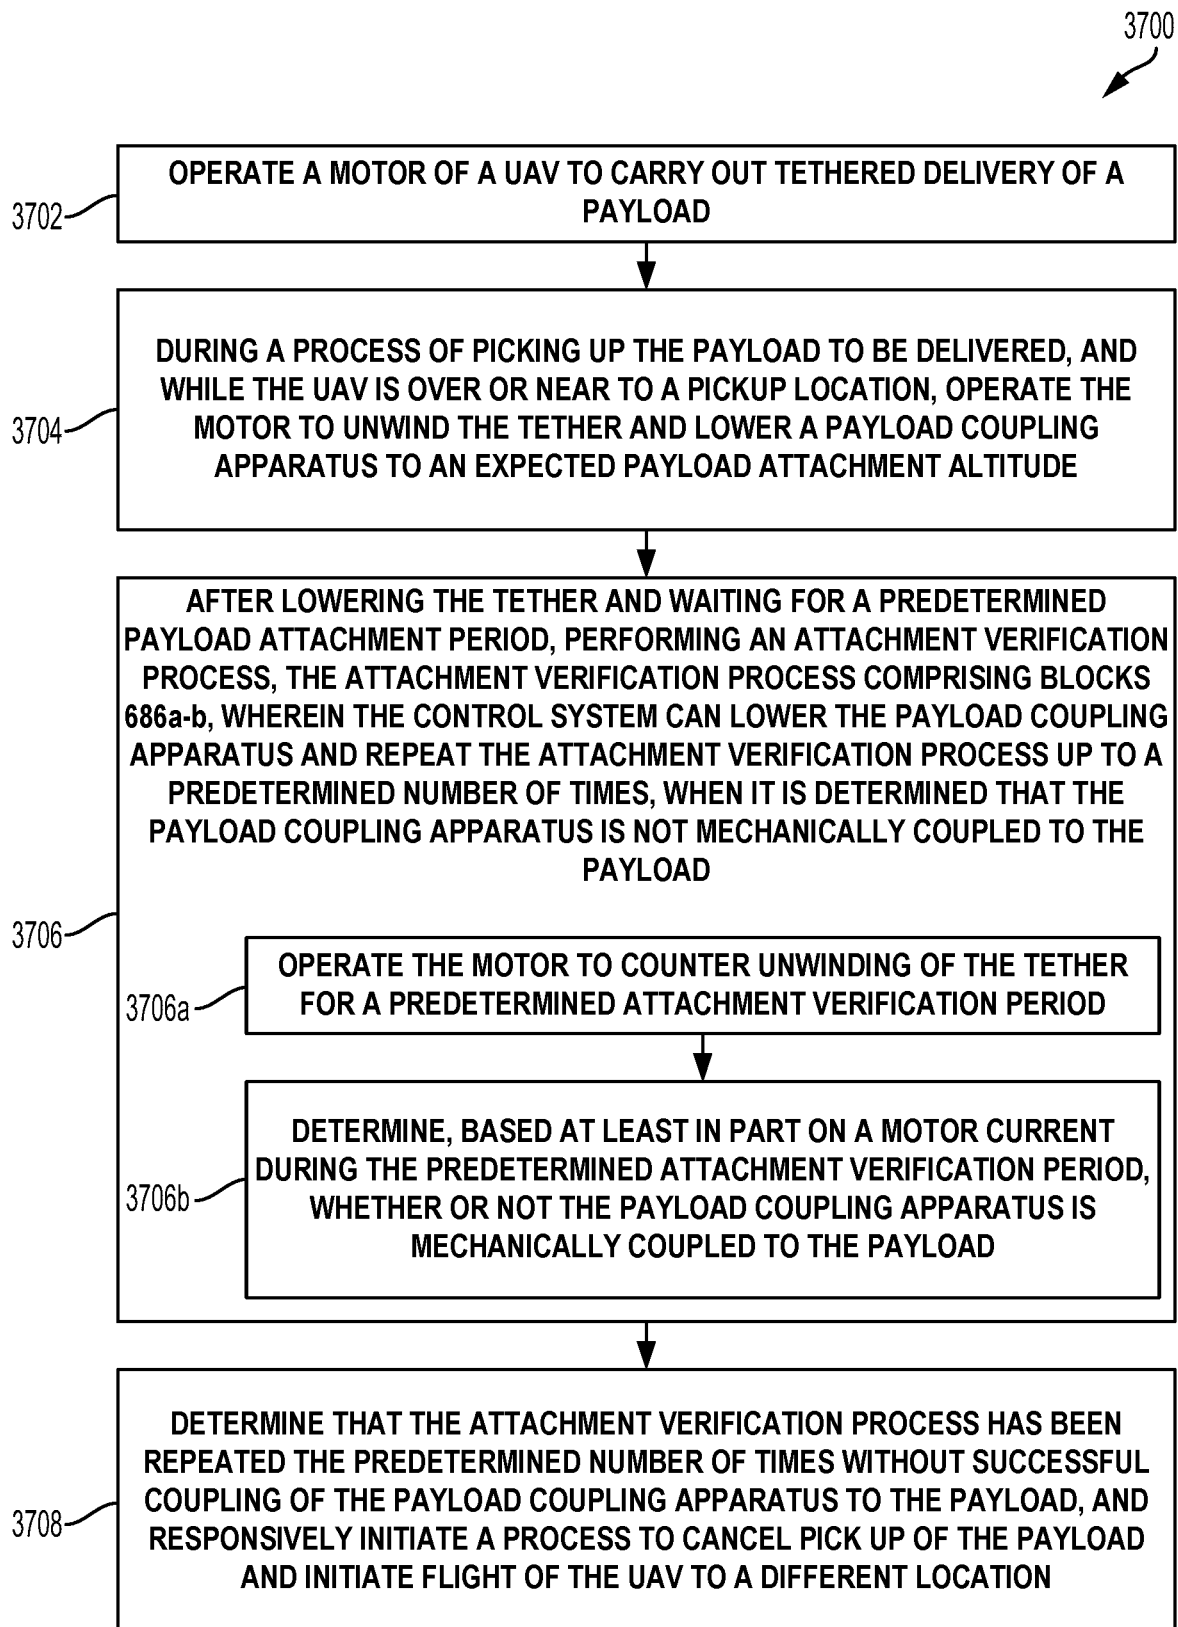 3700
OPERATE A MOTOR OF A UAV TO CARRY OUT TETHERED DELIVERY OF A
PAYLOAD
3702
DURING A PROCESS OF PICKING UP THE PAYLOAD TO BE DELIVERED, AND
WHILE THE UAV IS OVER OR NEAR TO A PICKUP LOCATION, OPERATE THE
MOTOR TO UNWIND THE TETHER AND LOWER A PAYLOAD COUPLING
APPARATUS TO AN EXPECTED PAYLOAD ATTACHMENT ALTITUDE
3704
AFTER LOWERING THE TETHER AND WAITING FOR A PREDETERMINED
PAYLOAD ATTACHMENT PERIOD, PERFORMING AN ATTACHMENT VERIFICATION
PROCESS, THE ATTACHMENT VERIFICATION PROCESS COMPRISING BLOCKS
686a-b, WHEREIN THE CONTROL SYSTEM CAN LOWER THE PAYLOAD COUPLING
APPARATUS AND REPEAT THE ATTACHMENT VERIFICATION PROCESS UP TO A
PREDETERMINED NUMBER OF TIMES, WHEN IT IS DETERMINED THAT THE
PAYLOAD COUPLING APPARATUS IS NOT MECHANICALLY COUPLED TO THE
PAYLOAD
3706
OPERATE THE MOTOR TO COUNTER UNWINDING OF THE TETHER
FOR A PREDETERMINED ATTACHMENT VERIFICATION PERIOD
3706a
DETERMINE, BASED AT LEAST IN PART ON A MOTOR CURRENT
DURING THE PREDETERMINED ATTACHMENT VERIFICATION PERIOD,
WHETHER OR NOT THE PAYLOAD COUPLING APPARATUS IS
MECHANICALLY COUPLED TO THE PAYLOAD
3706b
DETERMINE THAT THE ATTACHMENT VERIFICATION PROCESS HAS BEEN
REPEATED THE PREDETERMINED NUMBER OF TIMES WITHOUT SUCCESSFUL
COUPLING OF THE PAYLOAD COUPLING APPARATUS TO THE PAYLOAD, AND
RESPONSIVELY INITIATE A PROCESS TO CANCEL PICK UP OF THE PAYLOAD
AND INITIATE FLIGHT OF THE UAV TO A DIFFERENT LOCATION
3708